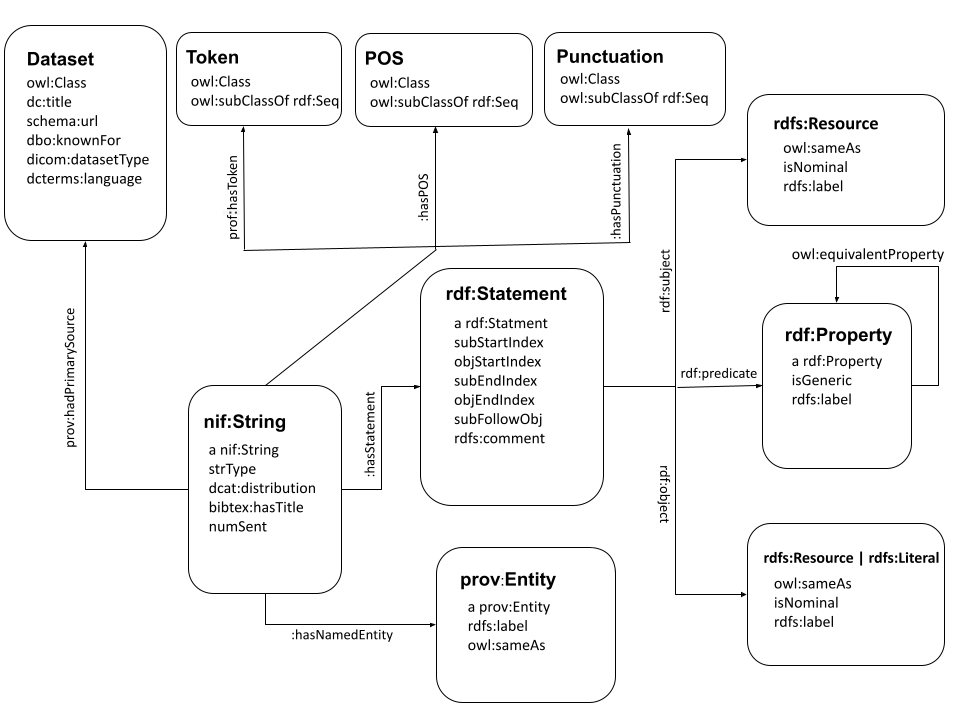 Dataset
owl:Class
dc:title
schema:url
dbo:knownFor
dicom:datasetType
dcterms:language
Token
owl:Class
owl:subClassOf rdf:Seq
POS
owl:Class
owl:subClassOf rdf:Seq
Punctuation
owl:Class
owl:subClassOf rdf:Seq
rdfs:Resource
owl:sameAs
isNominal
rdfs:label
prof:hasToken
:hasPOS
:hasPunctuation
rdf:subject
owl:equivalentProperty
rdf:Statement
a rdf:Statment
subStartIndex
objStartIndex
subEndIndex
objEndIndex
subFollowObj
rdfs:comment
rdf:predicate
rdf:Property
a rdf:Property
isGeneric
rdfs:label
prov:hadPrimarySource
nif:String
a nif:String
strType
dcat:distribution
bibtex:hasTitle
numSent
:hasStatement
rdf:object
prov:Entity
a prov:Entity
rdfs:label
owl:sameAs
:hasNamedEntity
rdfs:Resource | rdfs:Literal
owl:sameAs
isNominal
rdfs:label